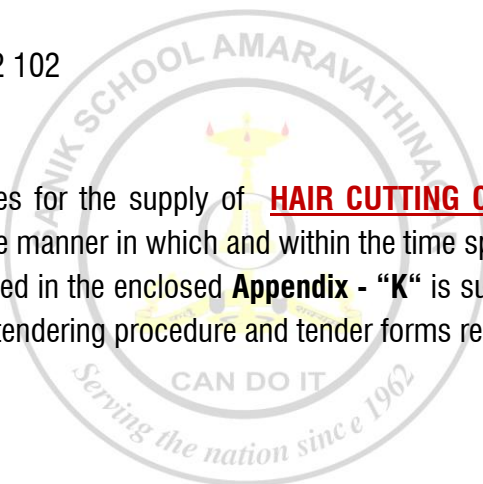 2 102
SAINIK SCHOOL AMARAVATHINAGAR
es for the supply of HAIR CUTTING C
e manner in which and within the time sp
ed in the enclosed Appendix - “K“ is su
tendering procedure and tender forms re
CAN DO IT
Serving the nation since 1962